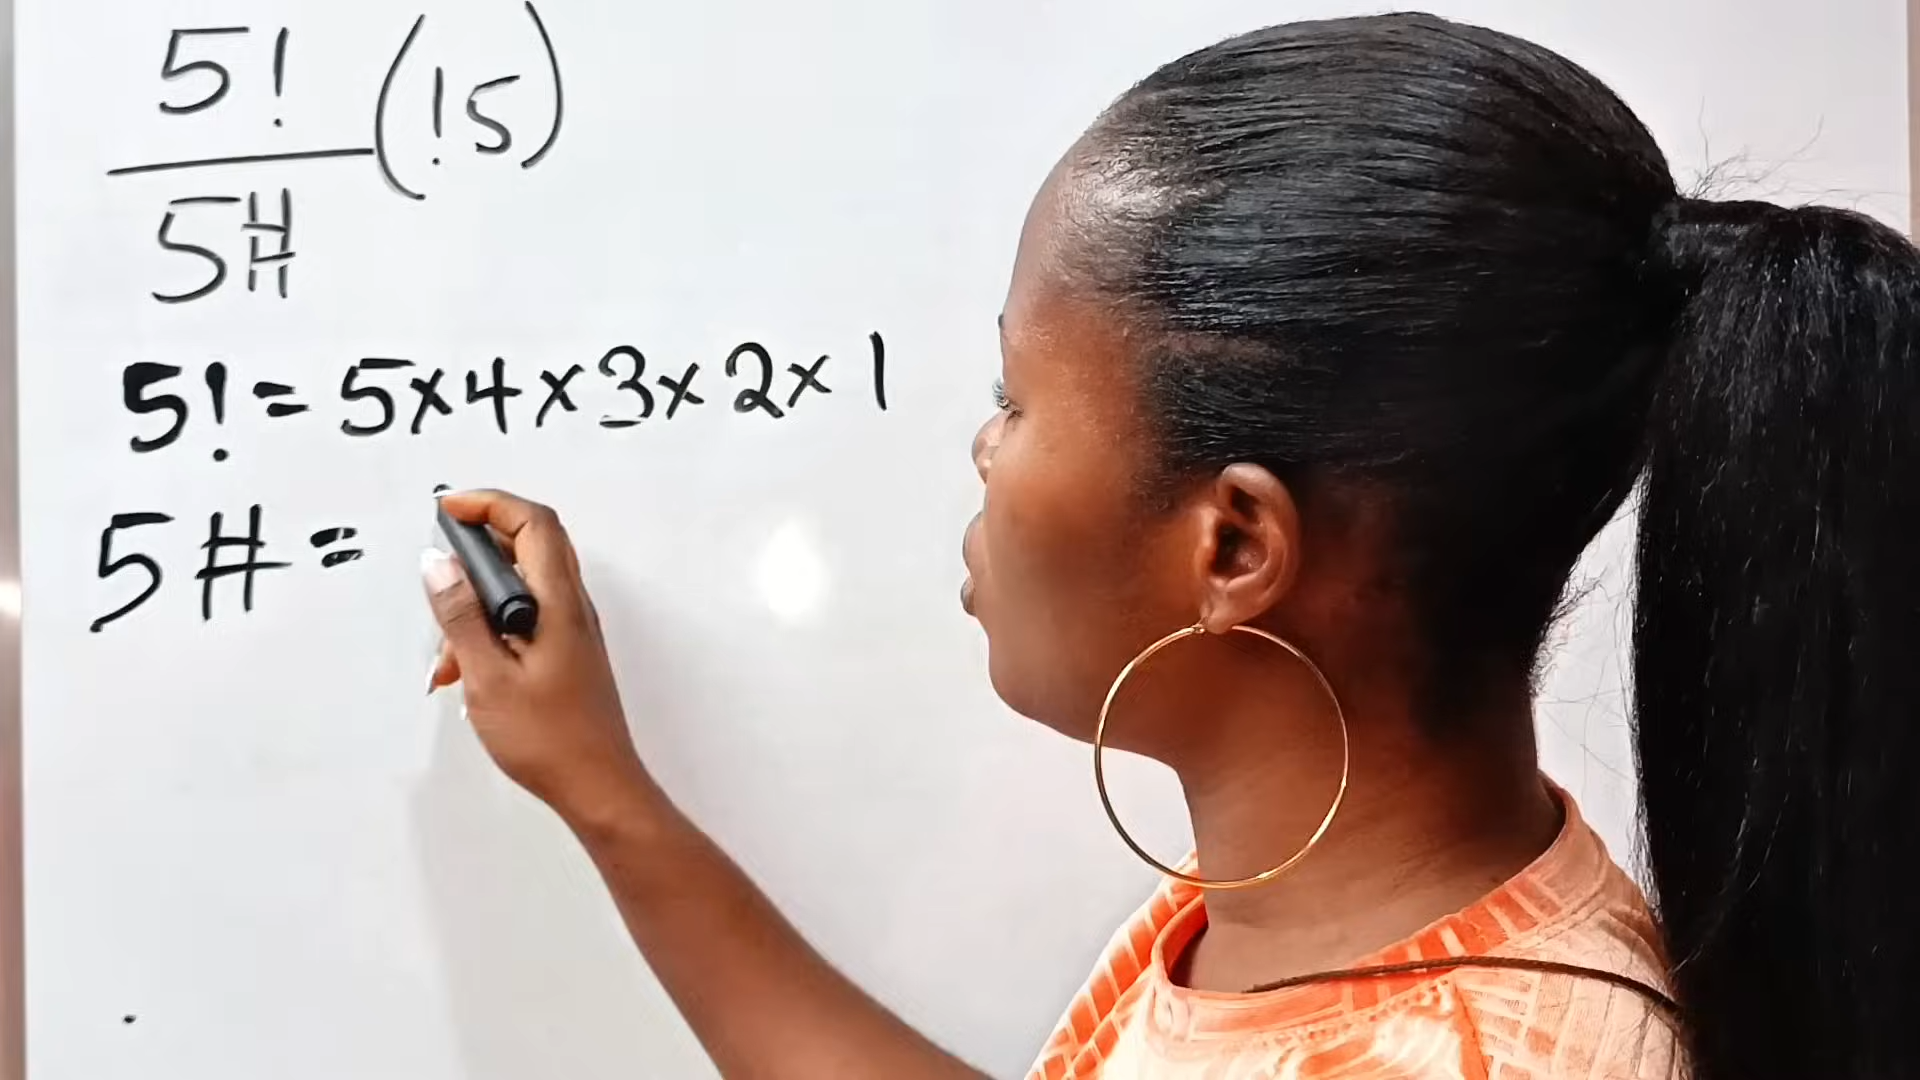 5! (!5)
5#
5! = 5 × 4 × 3 × 2 × 1
5# =